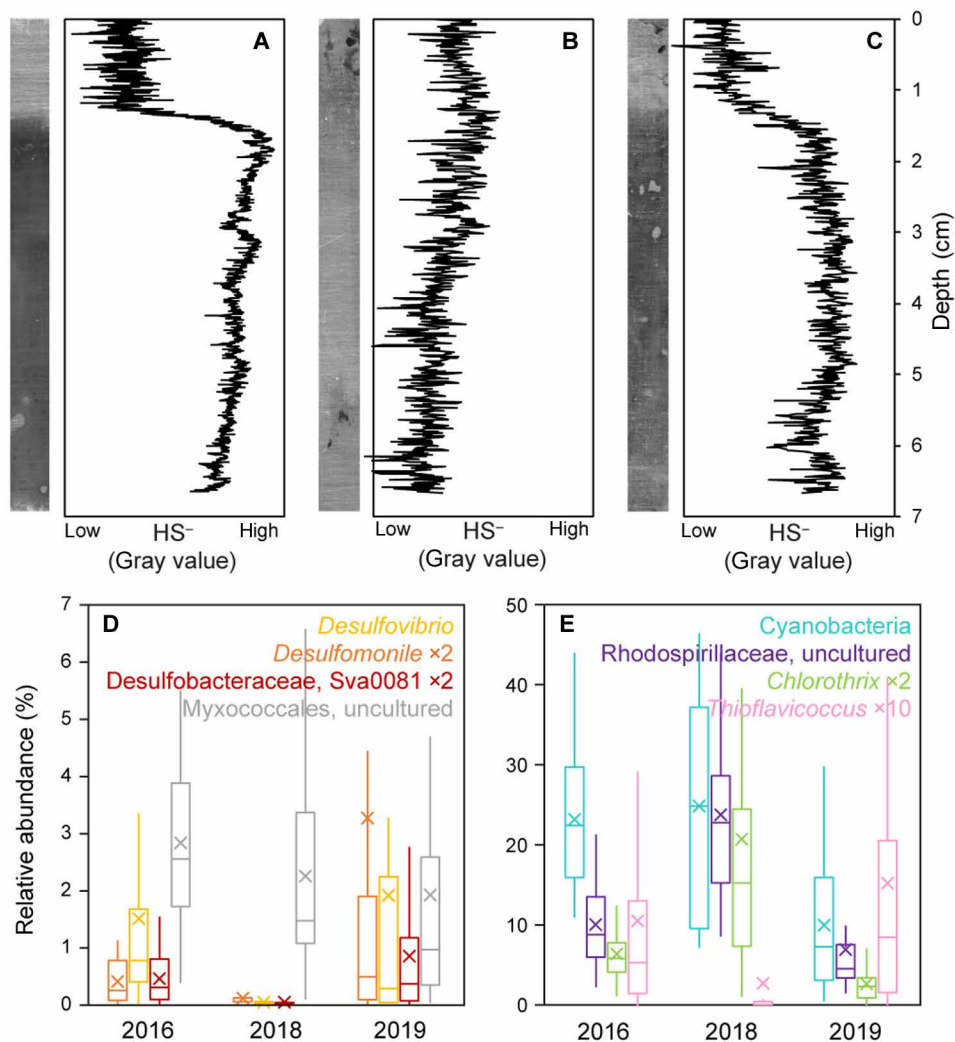 A
B
C
0
1
2
3
4
5
6
7
Depth (cm)
Low HS⁻ High
(Gray value)
Low HS⁻ High
(Gray value)
Low HS⁻ High
(Gray value)
D
Desulfovibrio
Desulfomonile ×2
Desulfobacteraceae, Sva0081 ×2
Myxococcales, uncultured
7
6
5
4
3
2
1
0
Relative abundance (%)
2016 2018 2019
E
Cyanobacteria
Rhodospirillaceae, uncultured
Chlorothrix ×2
Thioflavicoccus ×10
50
40
30
20
10
0
2016 2018 2019